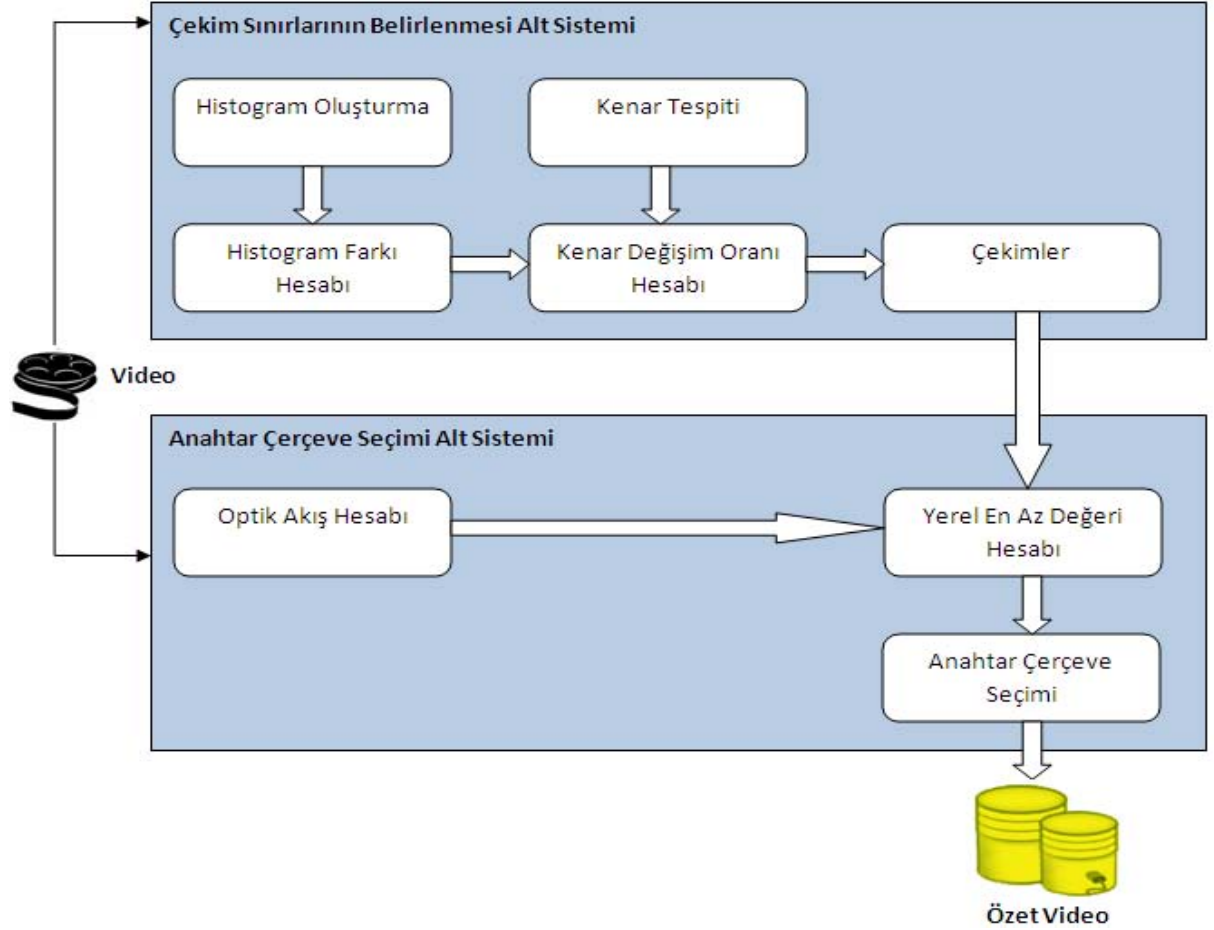 Çekim Sınırlarının Belirlenmesi Alt Sistemi
Histogram Oluşturma
Kenar Tespiti
Histogram Farkı
Hesabı
Kenar Değişim Oranı
Hesabı
Çekimler
Video
Anahtar Çerçeve Seçimi Alt Sistemi
Optik Akış Hesabı
Yerel En Az Değeri
Hesabı
Anahtar Çerçeve
Seçimi
Özet Video